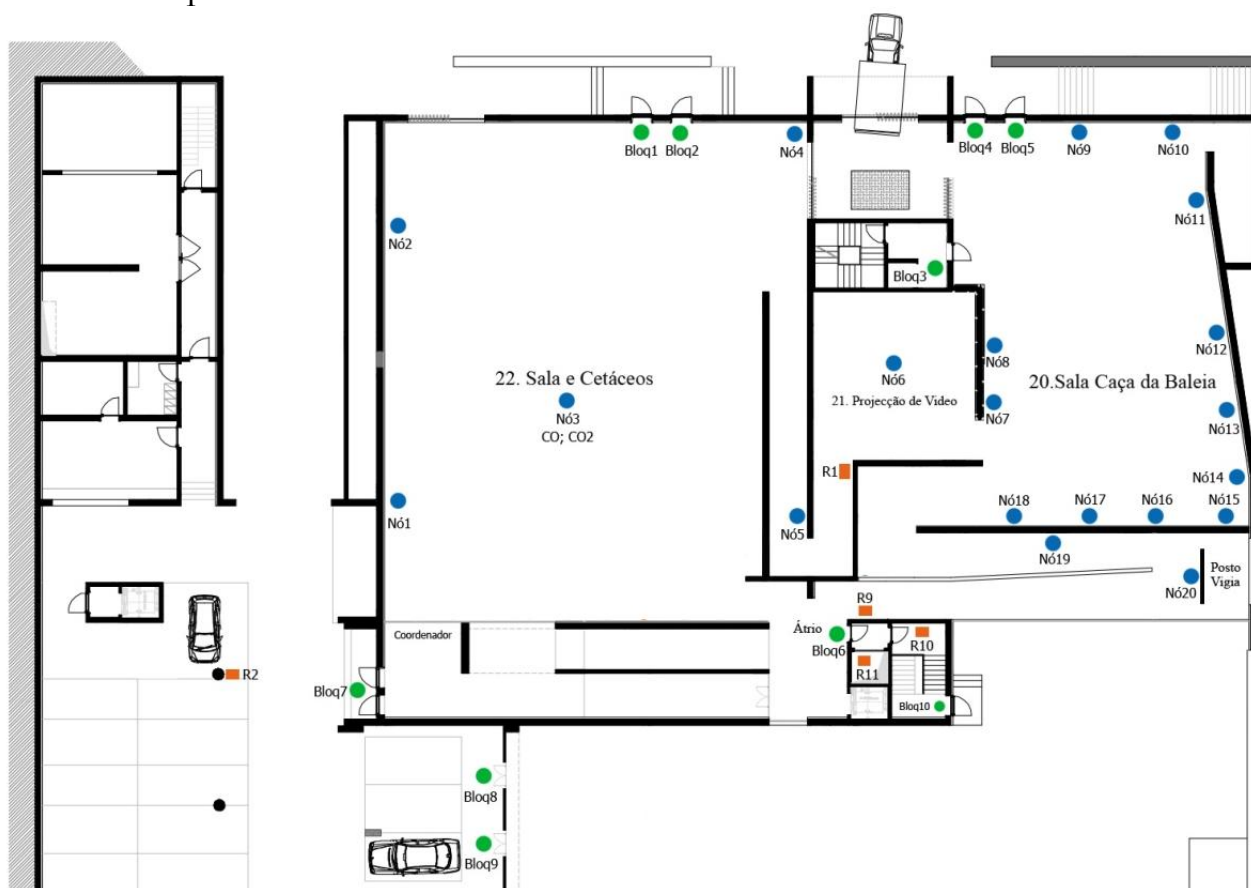 Bloq1
Bloq2
Nó4
Bloq4
Bloq5
Nó9
Nó10
Nó11
Nó2
Bloq3
Nó12
Nó8
22. Sala e Cetáceos
Nó6
20.Sala Caça da Baleia
Nó3
CO; CO2
21. Projecção de Video
Nó7
Nó13
R1
Nó14
Nó1
Nó5
Nó18
Nó17
Nó16
Nó15
Nó19
Posto
Vigia
Nó20
R9
Coordenador
Átrio
Bloq6
R10
R11
R2
Bloq7
Bloq10
Bloq8
Bloq9